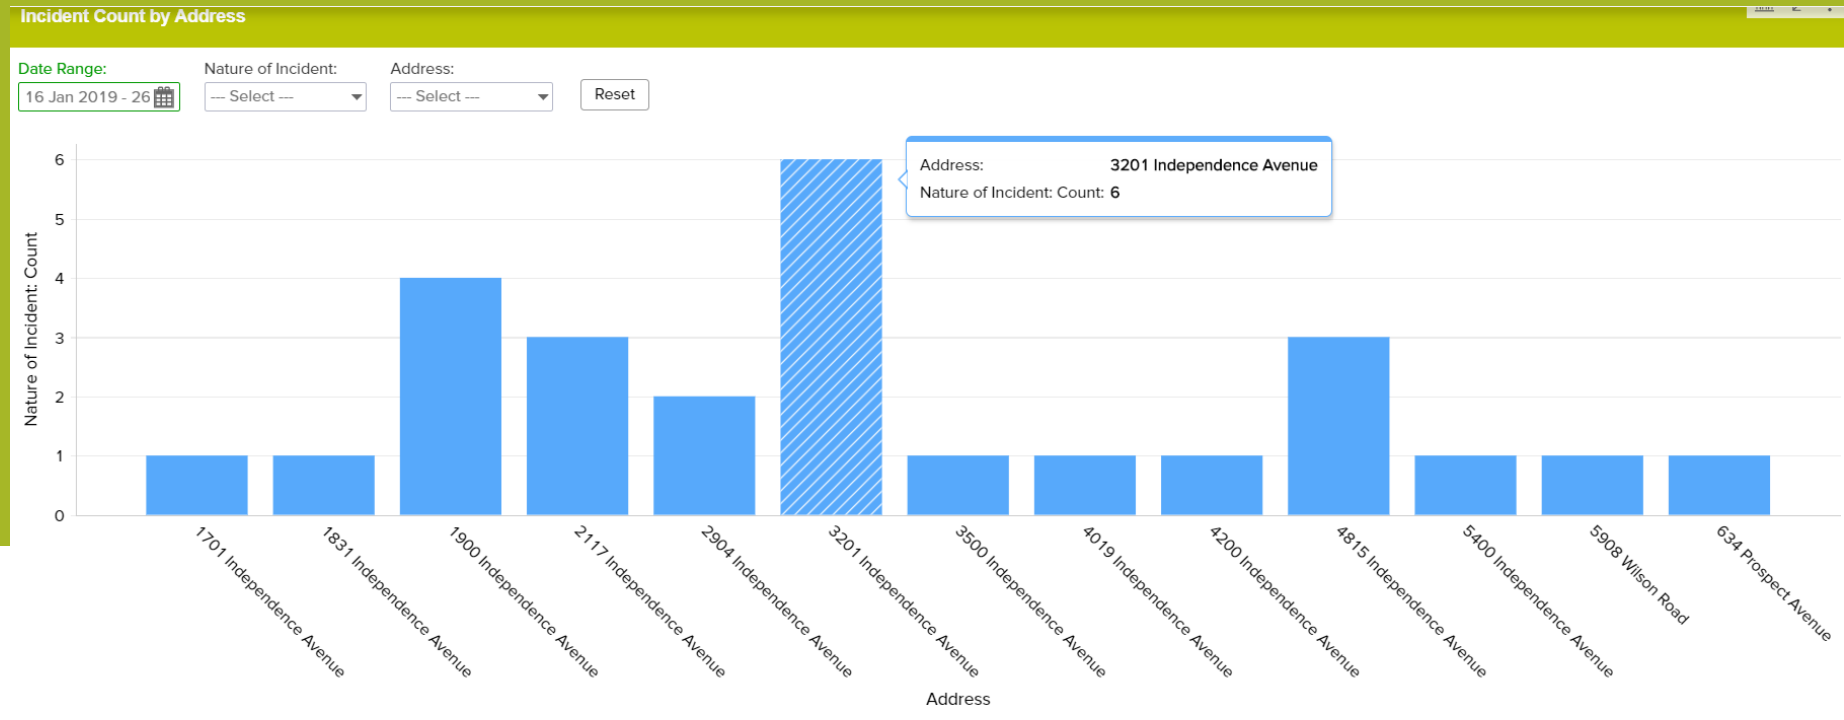 Incident Count by Address
Date Range: Nature of Incident: Address:
16 Jan 2019 - 26 --- Select --- --- Select --- Reset
Address: 3201 Independence Avenue
Nature of Incident: Count: 6
Nature of Incident: Count
6
5
4
3
2
1
0
1701 Independence Avenue
1831 Independence Avenue
1900 Independence Avenue
2117 Independence Avenue
2904 Independence Avenue
3201 Independence Avenue
3500 Independence Avenue
4019 Independence Avenue
4200 Independence Avenue
4815 Independence Avenue
5400 Independence Avenue
5908 Wilson Road
634 Prospect Avenue
Address